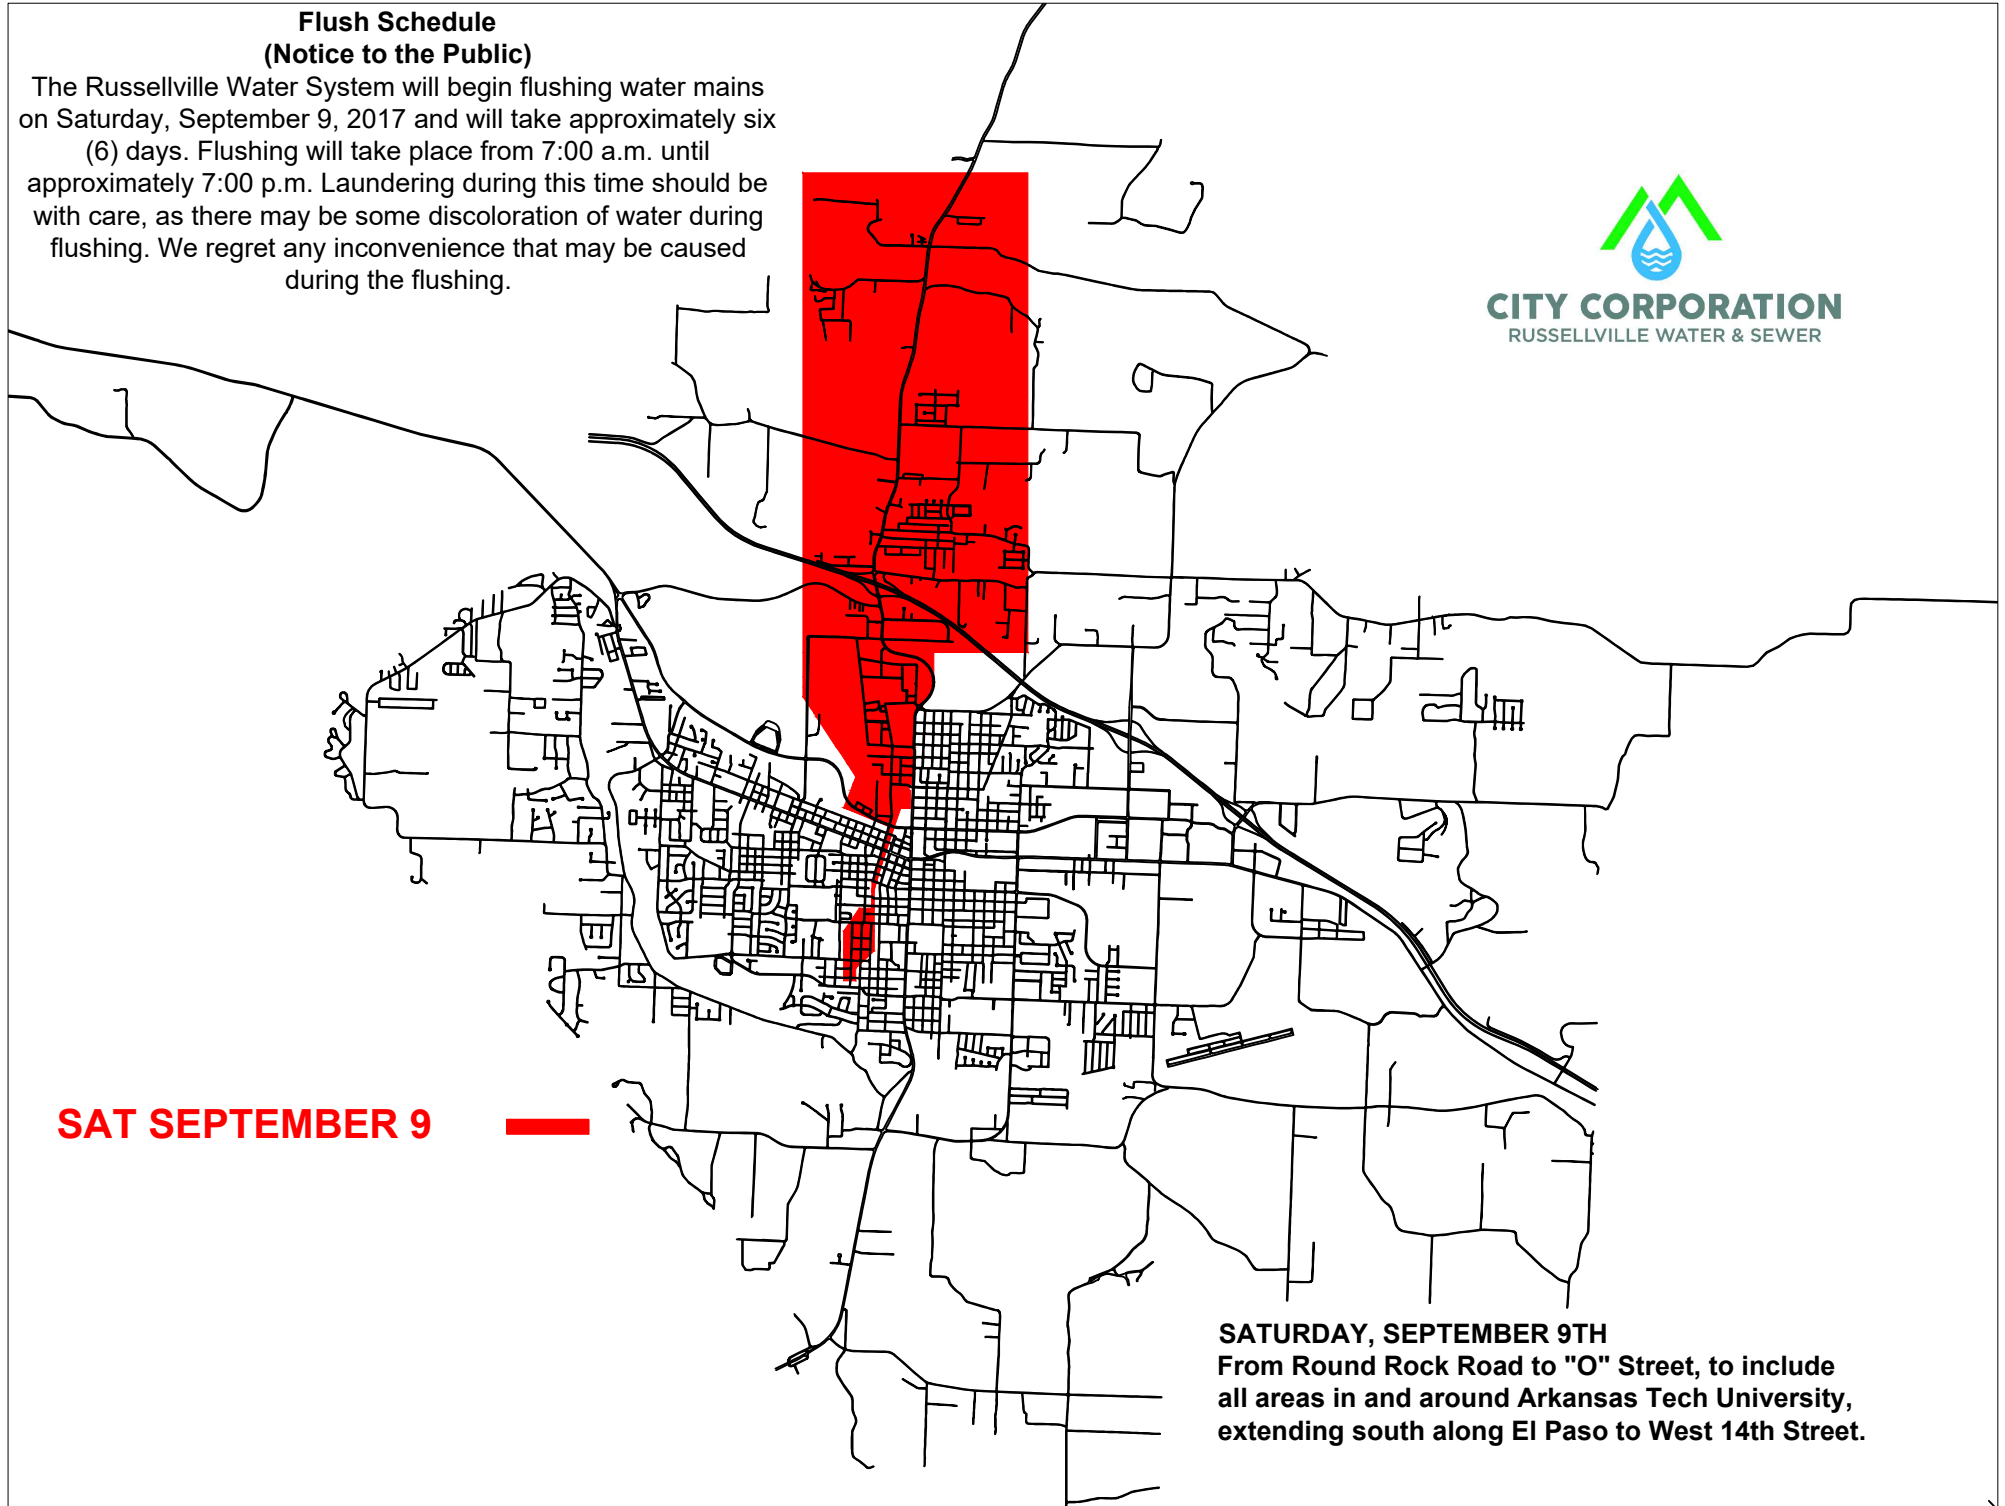 Flush Schedule
(Notice to the Public)
The Russellville Water System will begin flushing water mains
on Saturday, September 9, 2017 and will take approximately six
(6) days. Flushing will take place from 7:00 a.m. until
approximately 7:00 p.m. Laundering during this time should be
with care, as there may be some discoloration of water during
flushing. We regret any inconvenience that may be caused
during the flushing.
CITY CORPORATION
RUSSELLVILLE WATER & SEWER
SAT SEPTEMBER 9
SATURDAY, SEPTEMBER 9TH
From Round Rock Road to "O" Street, to include
all areas in and around Arkansas Tech University,
extending south along El Paso to West 14th Street.